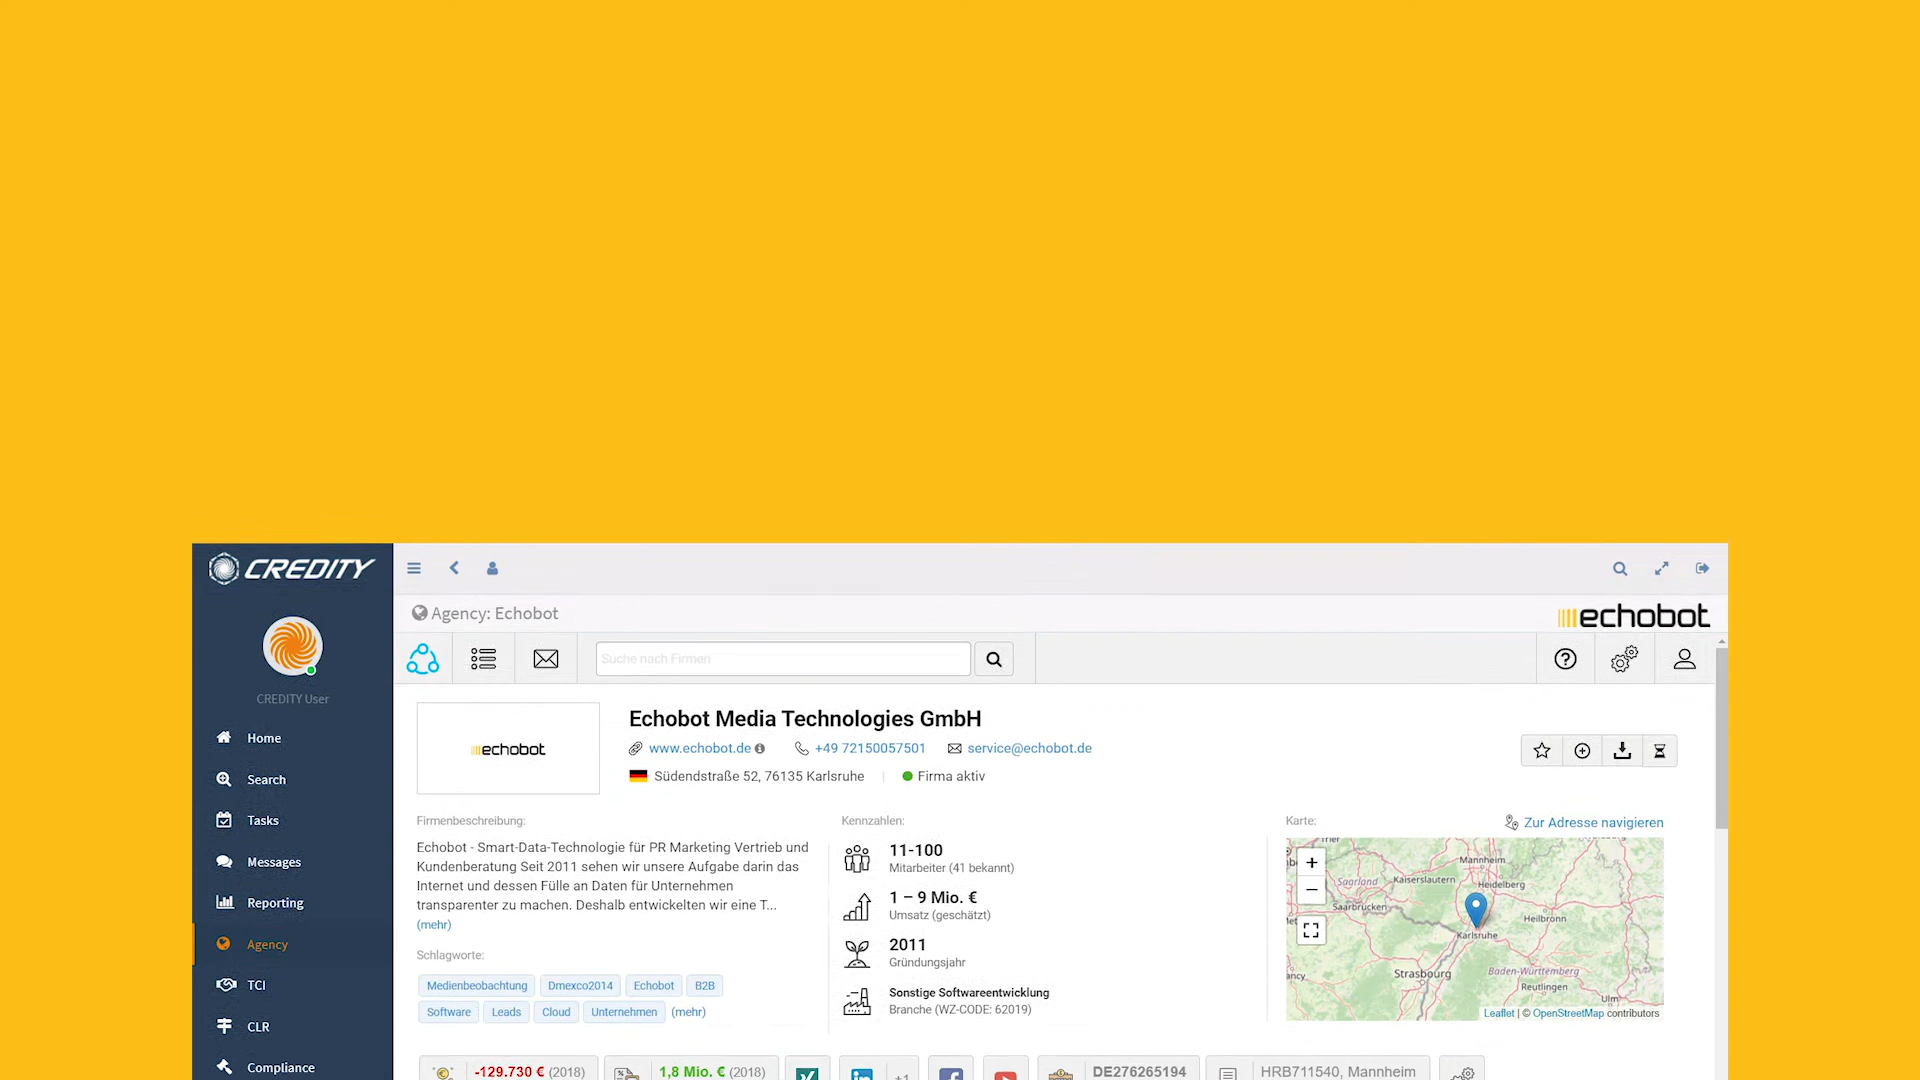 CREDITY
Agency: Echobot
echobot
CREDITY User
Home
Search
Tasks
Messages
Reporting
Agency
TCI
CLR
Compliance
Suche nach Firmen
echobot
Echobot Media Technologies GmbH
www.echobot.de +49 72150057501 service@echobot.de
Südendstraße 52, 76135 Karlsruhe Firma aktiv
Firmenbeschreibung:
Echobot - Smart-Data-Technologie für PR Marketing Vertrieb und
Kundenberatung Seit 2011 sehen wir unsere Aufgabe darin das
Internet und dessen Fülle an Daten für Unternehmen
transparenter zu machen. Deshalb entwickelten wir eine T...
(mehr)
Schlagworte:
Medienbeobachtung Dmexco2014 Echobot B2B
Software Leads Cloud Unternehmen (mehr)
Kennzahlen:
11-100
Mitarbeiter (41 bekannt)
1 – 9 Mio. €
Umsatz (geschätzt)
2011
Gründungsjahr
Sonstige Softwareentwicklung
Branche (WZ-CODE: 62019)
Karte:
Zur Adresse navigieren
+
−
Mannheim
Saarland Kaiserslautern Heidelberg
Saarbrücken
Heilbronn
Karlsruhe
Strasbourg Baden-Württemberg
Reutlingen
Ulm
Leaflet | © OpenStreetMap contributors
-129.730 € (2018) 1,8 Mio. € (2018) +1 DE276265194 HRB711540, Mannheim